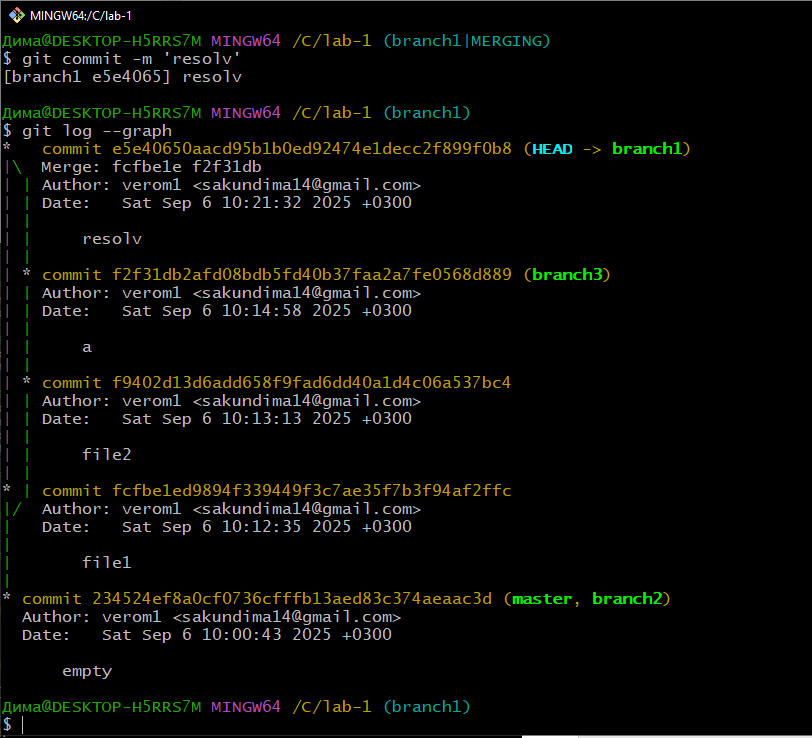 MINGW64:/C/lab-1
Дима@DESKTOP-H5RRS7M MINGW64 /C/lab-1 (branch1|MERGING)
$ git commit -m 'resolv'
[branch1 e5e4065] resolv
Дима@DESKTOP-H5RRS7M MINGW64 /C/lab-1 (branch1)
$ git log --graph
*   commit e5e40650aacd95b1b0ed92474e1decc2f899f0b8 (HEAD -> branch1)
|\  Merge: fcfbe1e f2f31db
| | Author: verom1 <sakundima14@gmail.com>
| | Date:   Sat Sep 6 10:21:32 2025 +0300
| |
| |     resolv
| |
| * commit f2f31db2afd08bdb5fd40b37faa2a7fe0568d889 (branch3)
| | Author: verom1 <sakundima14@gmail.com>
| | Date:   Sat Sep 6 10:14:58 2025 +0300
| |
| |     a
| |
| * commit f9402d13d6add658f9fad6dd40a1d4c06a537bc4
| | Author: verom1 <sakundima14@gmail.com>
| | Date:   Sat Sep 6 10:13:13 2025 +0300
| |
| |     file2
| |
* | commit fcfbe1ed9894f339449f3c7ae35f7b3f94af2ffc
|/  Author: verom1 <sakundima14@gmail.com>
|   Date:   Sat Sep 6 10:12:35 2025 +0300
|
|       file1
|
* commit 234524ef8a0cf0736cfffb13aed83c374aeaac3d (master, branch2)
  Author: verom1 <sakundima14@gmail.com>
  Date:   Sat Sep 6 10:00:43 2025 +0300
      empty
Дима@DESKTOP-H5RRS7M MINGW64 /C/lab-1 (branch1)
$